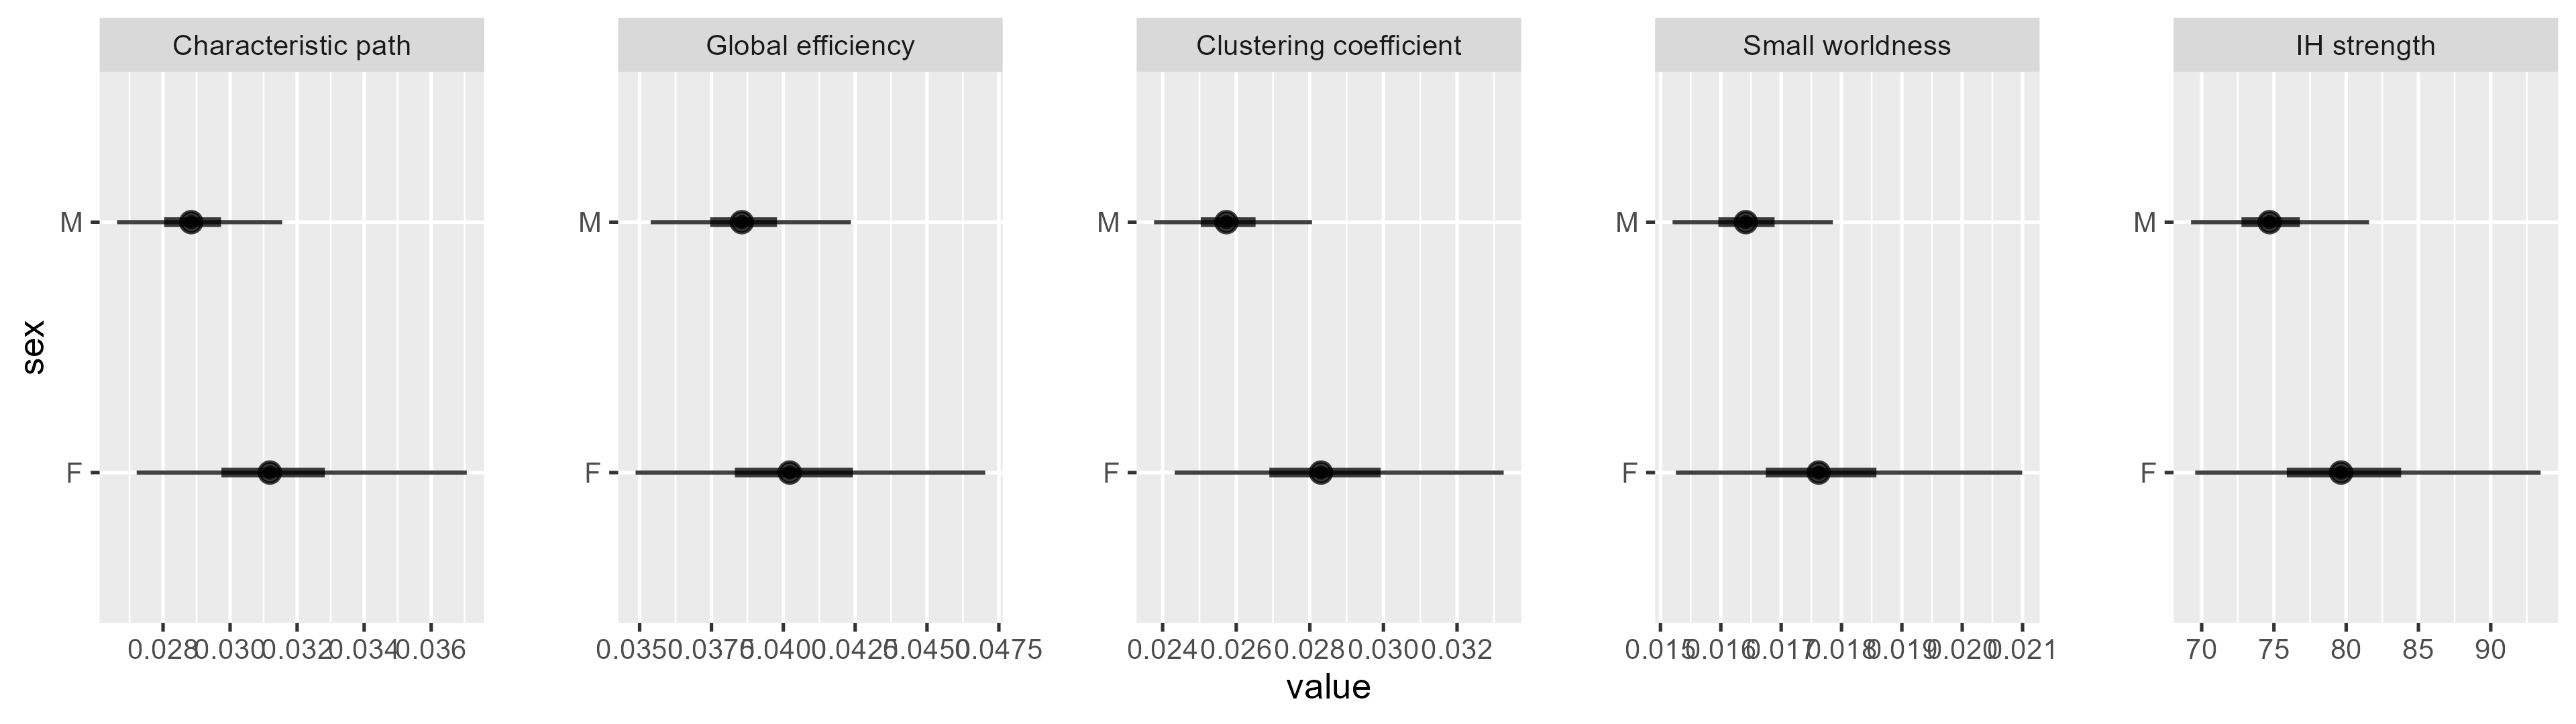 Characteristic path
Global efficiency
Clustering coefficient
Small worldness
IH strength
sex
M
F
M
F
M
F
M
F
M
F
0.028 0.030 0.032 0.034 0.036
0.0350 0.0375 0.0400 0.0425 0.0450 0.0475
0.024 0.026 0.028 0.030 0.032
0.015 0.016 0.017 0.018 0.019 0.020 0.021
70 75 80 85 90
value